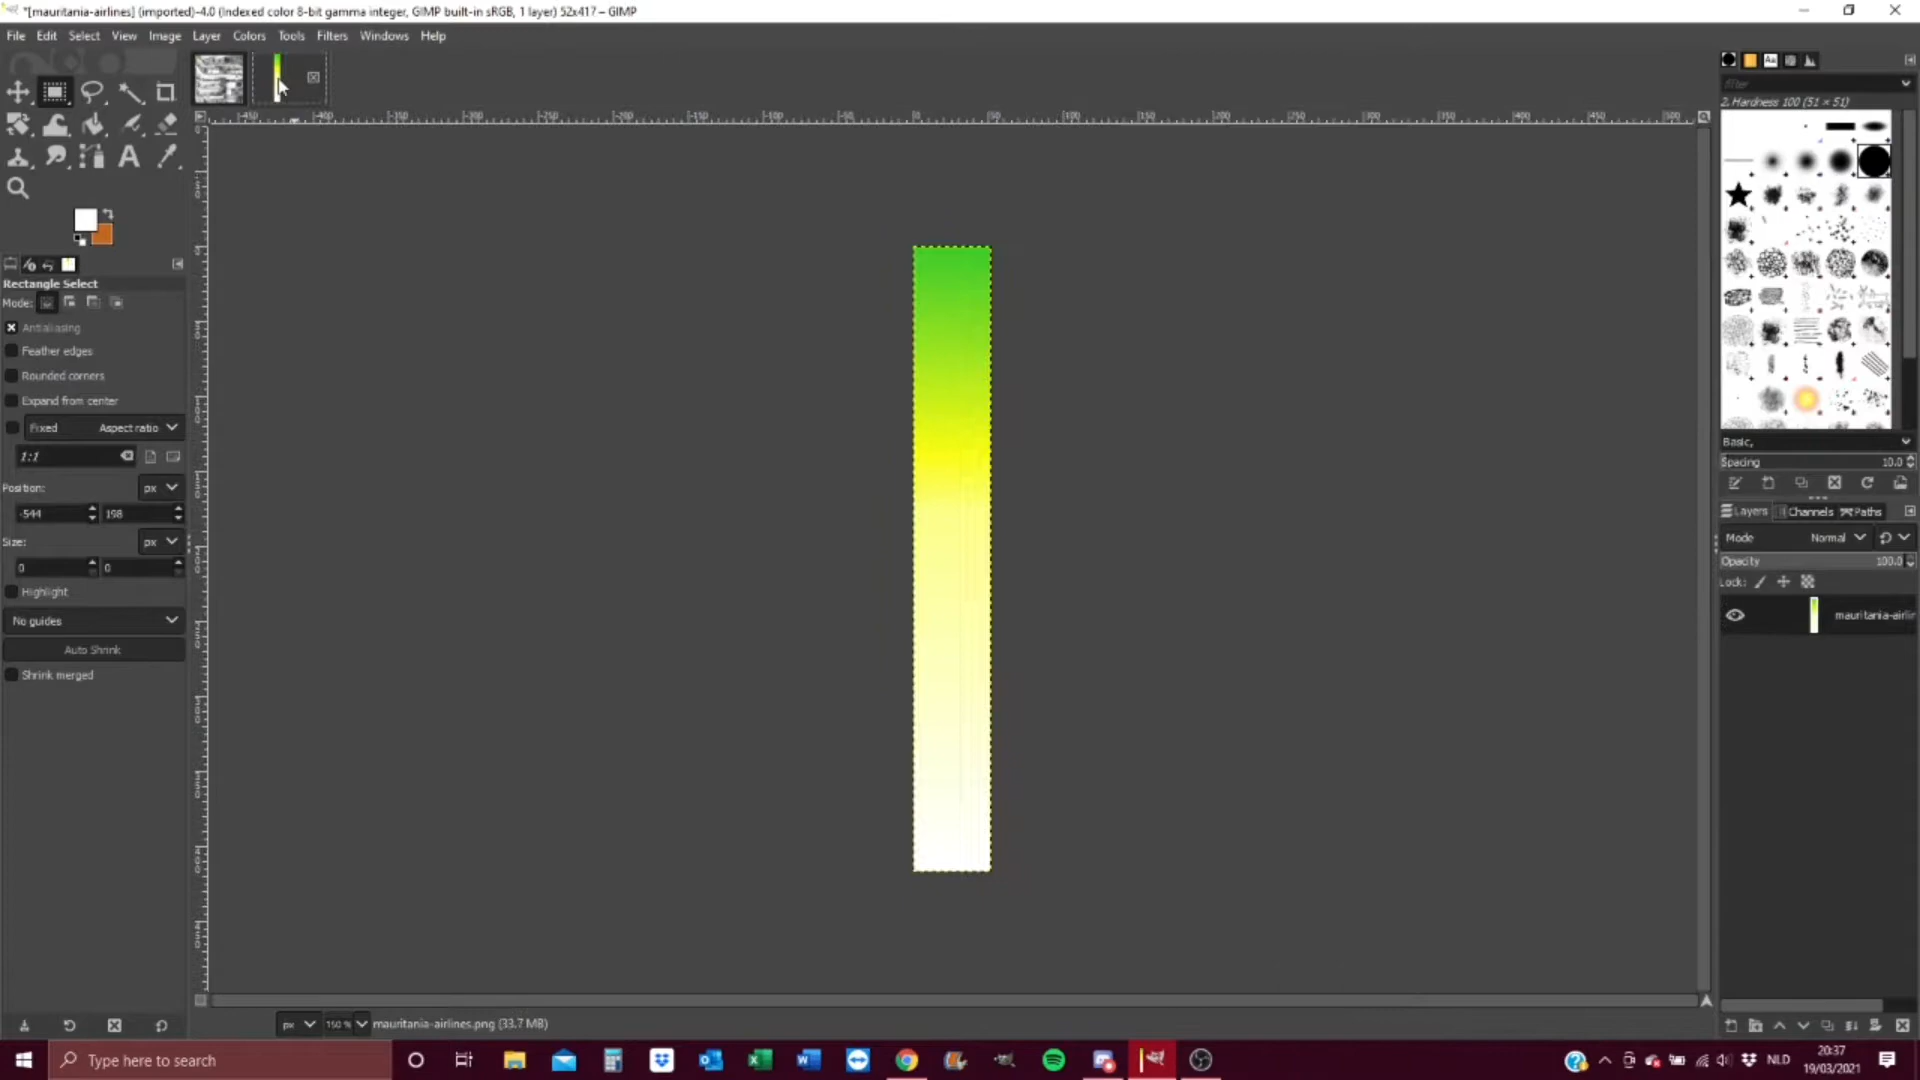 *[mauritania-airlines] (imported)-4.0 (Indexed color 8-bit gamma integer, GIMP built-in sRGB, 1 layer) 52x417 – GIMP
File Edit Select View Image Layer Colors Tools Filters Windows Help
filter
2. Hardness 100 (51 × 51)
Rectangle Select
Mode:
Antialiasing
Feather edges
Rounded corners
Expand from center
Fixed Aspect ratio
1:1
Position: px
-544 198
Size: px
0 0
Highlight
No guides
Auto Shrink
Shrink merged
Basic,
Spacing 10.0
Layers Channels Paths
Mode Normal
Opacity 100.0
Lock:
mauritania-airlin
px 150 % mauritania-airlines.png (33.7 MB)
Type here to search
NLD
20:37
19/03/2021